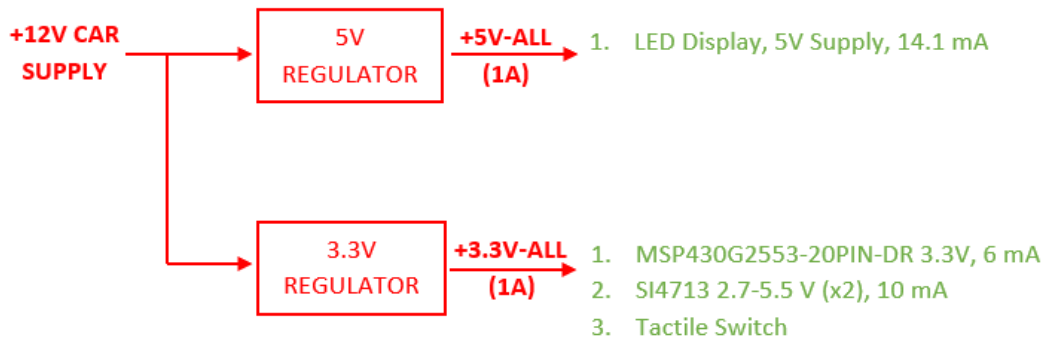 +12V CAR
SUPPLY
5V
REGULATOR
+5V-ALL
(1A)
1. LED Display, 5V Supply, 14.1 mA
3.3V
REGULATOR
+3.3V-ALL
(1A)
1. MSP430G2553-20PIN-DR 3.3V, 6 mA
2. SI4713 2.7-5.5 V (x2), 10 mA
3. Tactile Switch